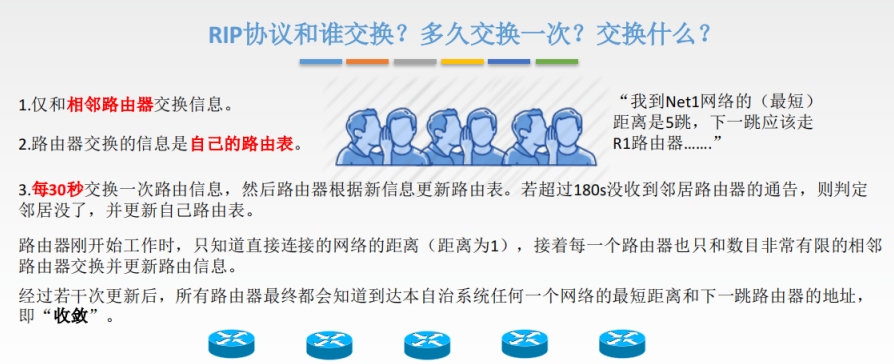 RIP协议和谁交换？多久交换一次？交换什么？
1.仅和相邻路由器交换信息。
2.路由器交换的信息是自己的路由表。
“我到Net1网络的（最短）
距离是5跳，下一跳应该走
R1路由器…….”
3.每30秒交换一次路由信息，然后路由器根据新信息更新路由表。若超过180s没收到邻居路由器的通告，则判定
邻居没了，并更新自己路由表。
路由器刚开始工作时，只知道直接连接的网络的距离（距离为1），接着每一个路由器也只和数目非常有限的相邻
路由器交换并更新路由信息。
经过若干次更新后，所有路由器最终都会知道到达本自治系统任何一个网络的最短距离和下一跳路由器的地址，
即“收敛”。